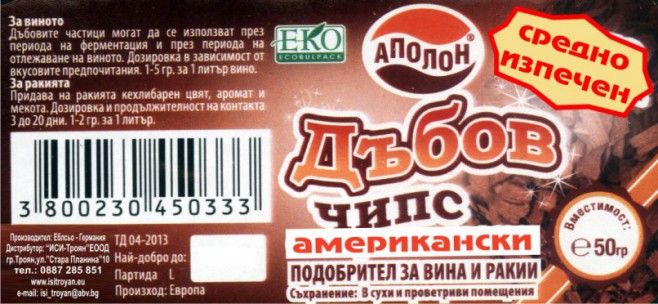 За виното
Дъбовите частици могат да се използват през
периода на ферментация и през периода на
отлежаване на виното. Дозировка в зависимост от
вкусовите предпочитания. 1-5 гр. за 1 литър вино.
За ракията
Придава на ракията кехлибарен цвят, аромат и
мекота. Дозировка и продължителност на контакта
3 до 20 дни. 1-2 гр. за 1 литър.
3 800230 450333
Производител: Еблсьо - Германия
Дистрибутор: "ИСИ-Троян"ЕООД
гр.Троян,ул."Стара Планина"10
тел.: 0887 285 851
www.isitroyan.eu
e-mail: isi_troyan@abv.bg
ТД 04-2013
Най-добро до:
Партида L
Произход: Европа
ЕКО
ECOBULPACK
АПОЛОН
®
средно
изпечен
Дъбов
чипс
американски
ПОДОБРИТЕЛ ЗА ВИНА И РАКИИ
Съхранение: В сухи и проветриви помещения
Вместимост:
℮ 50гр